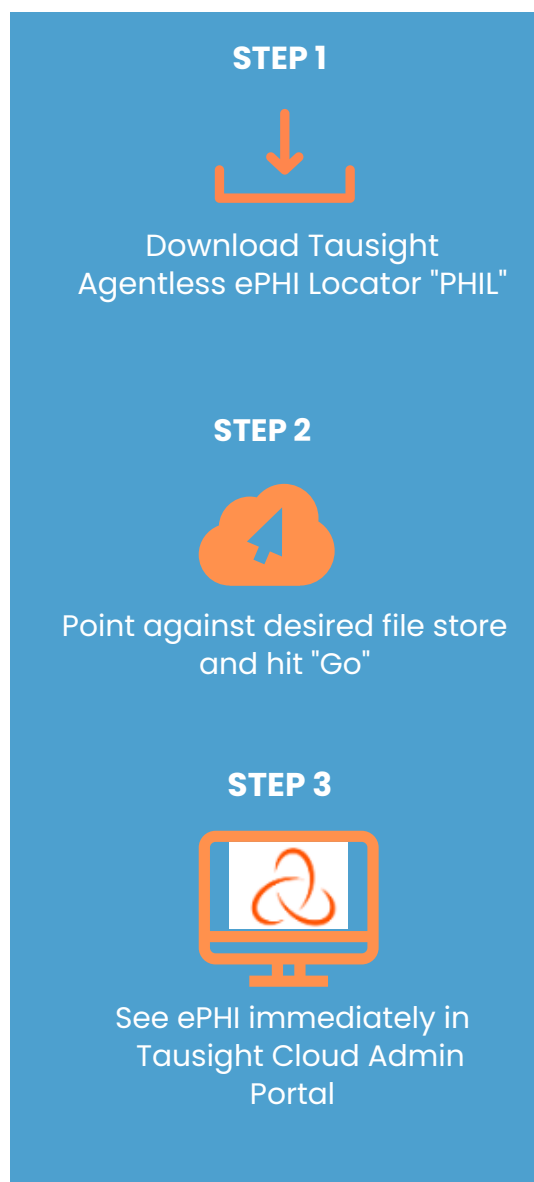 STEP 1
Download Tausight
Agentless ePHI Locator "PHIL"
STEP 2
Point against desired file store
and hit "Go"
STEP 3
See ePHI immediately in
Tausight Cloud Admin
Portal